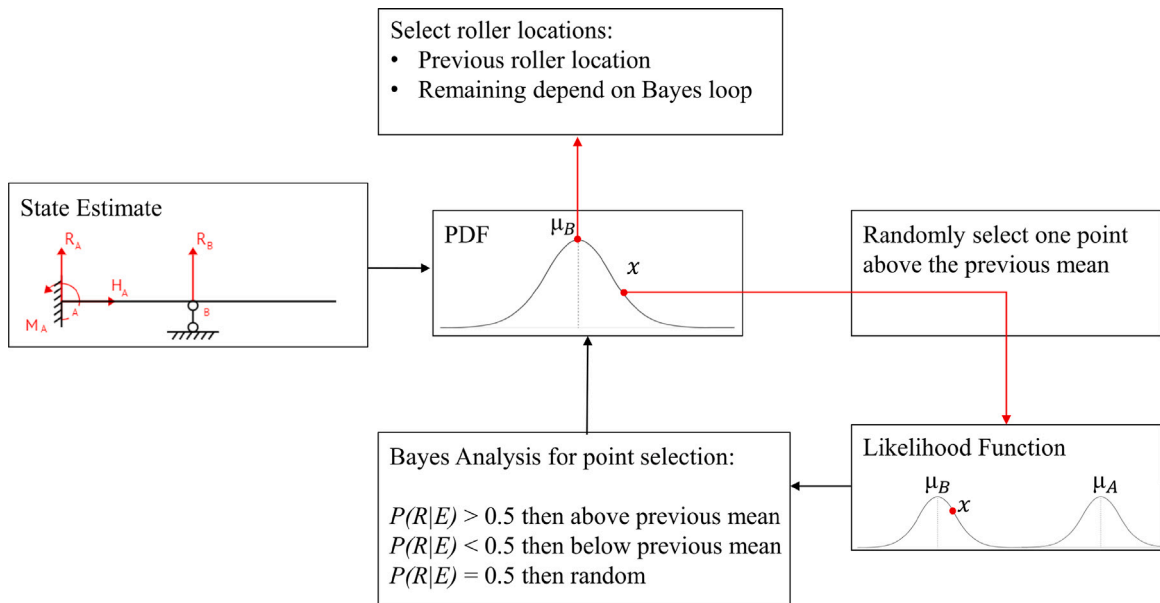 Select roller locations:
• Previous roller location
• Remaining depend on Bayes loop
State Estimate
R_A
R_B
H_A
A
B
M_A
PDF
μ_B
x
Randomly select one point
above the previous mean
Bayes Analysis for point selection:
P(R|E) > 0.5 then above previous mean
P(R|E) < 0.5 then below previous mean
P(R|E) = 0.5 then random
Likelihood Function
μ_B
x
μ_A